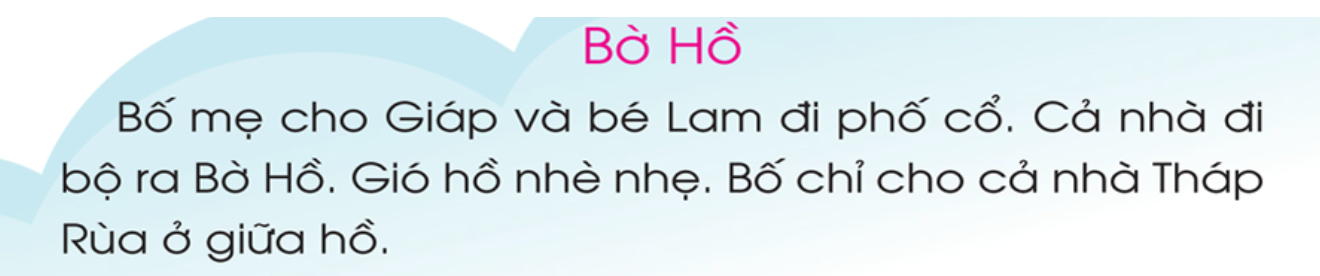 Bờ Hồ
Bố mẹ cho Giáp và bé Lam đi phố cổ. Cả nhà đi
bộ ra Bờ Hồ. Gió hồ nhè nhẹ. Bố chỉ cho cả nhà Tháp
Rùa ở giữa hồ.